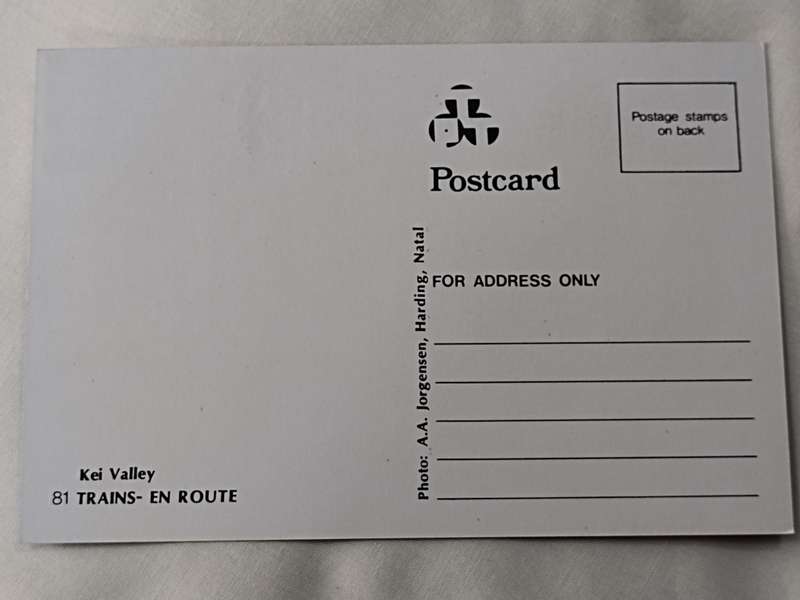 Postage stamps
on back
Postcard
FOR ADDRESS ONLY
Photo: A.A. Jorgensen, Harding, Natal
Kei Valley
81 TRAINS- EN ROUTE